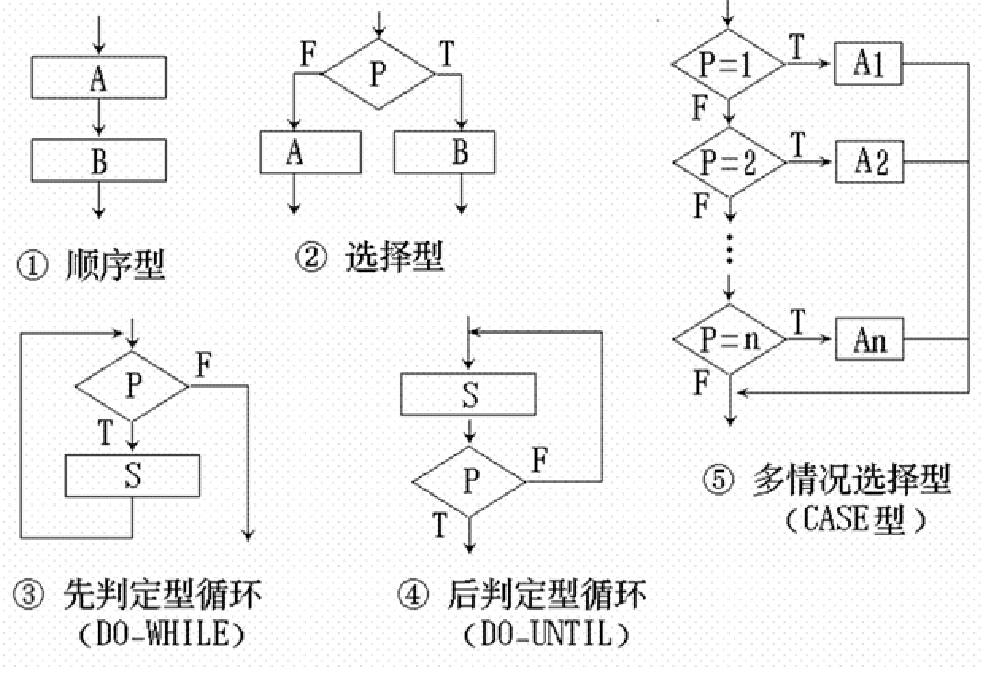 A
B
① 顺序型
F
T
P
A
B
② 选择型
P=1
T
A1
F
P=2
T
A2
F
⋮
P=n
T
An
F
⑤ 多情况选择型
(CASE型)
P
F
T
S
③ 先判定型循环
(DO-WHILE)
S
P
F
T
④ 后判定型循环
(DO-UNTIL)